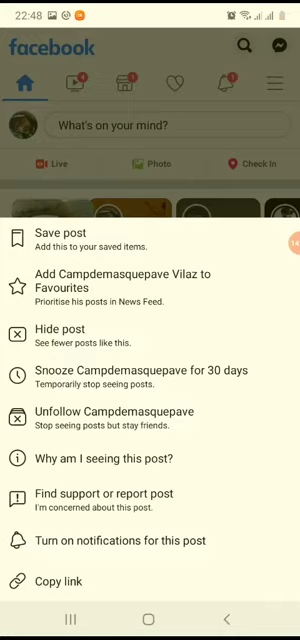 22:48
facebook
4
1
1
What's on your mind?
Live
Photo
Check In
Save post
Add this to your saved items.
14
Add Campdemasquepave Vilaz to
Favourites
Prioritise his posts in News Feed.
Hide post
See fewer posts like this.
Snooze Campdemasquepave for 30 days
Temporarily stop seeing posts.
Unfollow Campdemasquepave
Stop seeing posts but stay friends.
Why am I seeing this post?
Find support or report post
I'm concerned about this post.
Turn on notifications for this post
Copy link